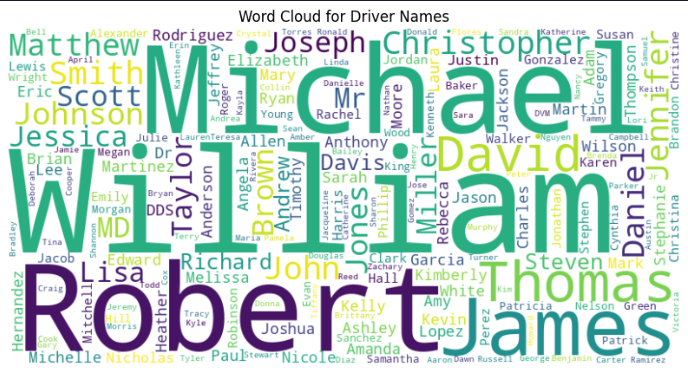 Word Cloud for Driver Names
Matthew Alexander Rodriguez Crystal Torres Ronald Donald Flores Sandra Katherine Susan
Michael Joseph Christopher Jennifer
Lewis Smith April Erin Elizabeth Linda Jordan Justin Gonzalez Adam Gregory Thompson Samuel Christine
Wright Kathleen Jeffrey Mary Danielle Laura Baker Nancy Keith
Eric Scott Roger Collin Ryan Mr Nathan Moore Kenneth Jackson DVM Martin Tammy Lori Brandon
Johnson Andrea Kayla Young Rachel Sara
Jessica Julie Lauren Teresa Sean Amber Anthony Wood Walker Nguyen Wilson Campbell
William Taylor Allen Davis King Henry Miller David Brenda Karen Daniel
Brian Jamie Megan Dr Angela Rivera Brown Andrew Timothy Bailey Sarah Peter Jr
Lee Martinez Anderson Harris Phillip Jose Rebecca Jason Charles Jonathan Stephen Cynthia Parker Stephanie Christina
Deborah Cooper Emily Bryan Jacqueline Catherine Sharon Gomez Austin
Morgan DDS Jones Murphy
Bradley Tina Shannon MD Terry Maria Pamela
Jacob Edward Richard John Douglas Clark Garcia Turner Steven Mark
Hernandez Craig Lisa Todd Cox Melissa Reed Zachary Hall Kimberly Kim Thomas
Robert Mitchell Heather Donna Evan Tiffany White James Patricia Nelson Green Victoria
Jeremy Tracy Robinson Kelly Amy Perez
Hill Kyle Joshua Brittany Ashley Kevin Patrick
Cook Morris Sanchez Lopez
Gary Amanda
Michelle Nicholas Tyler Paul Stewart Nicole Diaz Samantha Aaron Dawn Russell George Benjamin Carter Ramirez